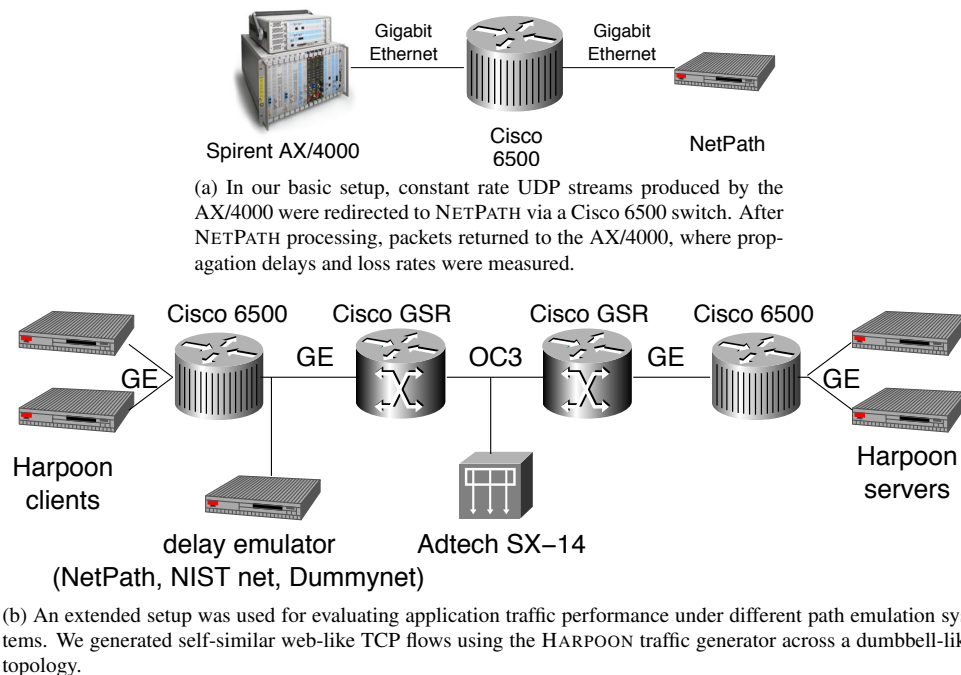 Gigabit
Ethernet
Gigabit
Ethernet
Spirent AX/4000
Cisco
6500
NetPath
(a) In our basic setup, constant rate UDP streams produced by the
AX/4000 were redirected to NETPATH via a Cisco 6500 switch. After
NETPATH processing, packets returned to the AX/4000, where prop-
agation delays and loss rates were measured.
Cisco 6500
Cisco GSR
Cisco GSR
Cisco 6500
GE
GE
OC3
GE
GE
Harpoon
clients
Harpoon
servers
delay emulator
(NetPath, NIST net, Dummynet)
Adtech SX−14
(b) An extended setup was used for evaluating application traffic performance under different path emulation sys-
tems. We generated self-similar web-like TCP flows using the HARPOON traffic generator across a dumbbell-lik
topology.